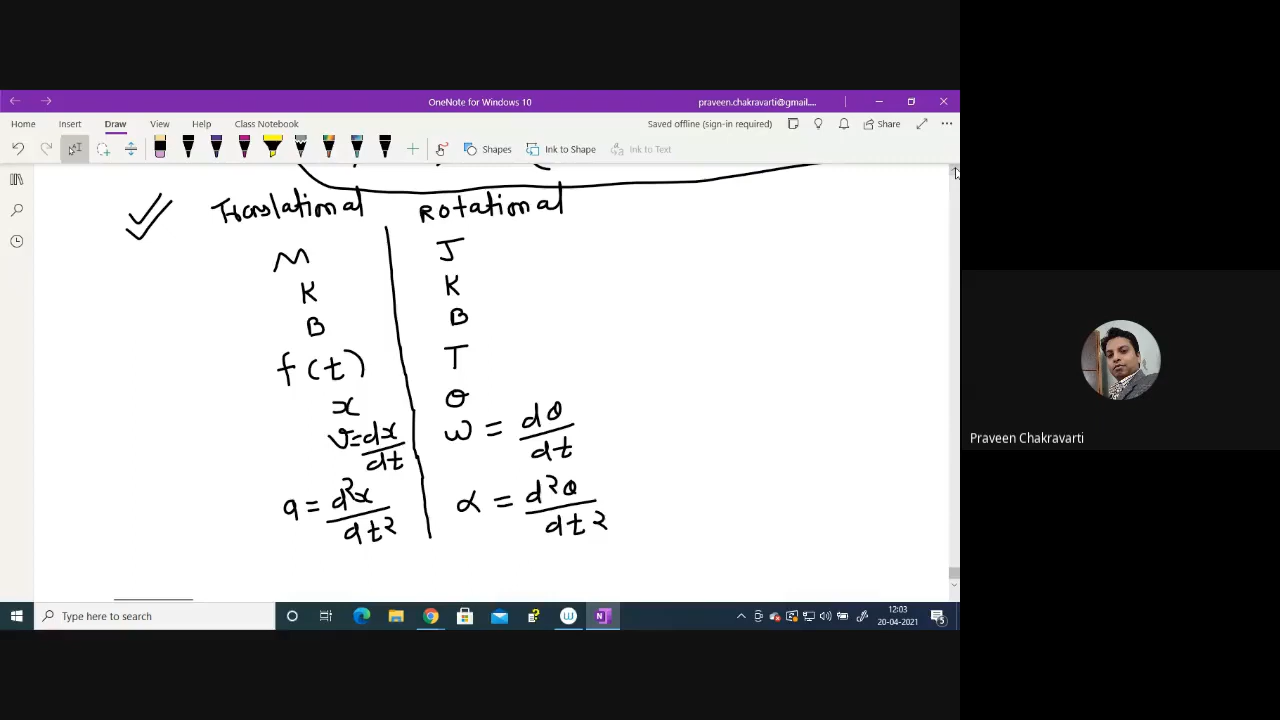 OneNote for Windows 10
praveen.chakravarti@gmail....
Home Insert Draw View Help Class Notebook
Saved offline (sign-in required)
Share
Shapes Ink to Shape Ink to Text
Translational Rotational
M J
K K
B B
f(t) T
x θ
v=dx/dt ω = dθ/dt
a = d²x/dt² α = d²θ/dt²
Praveen Chakravarti
Type here to search
12:03
20-04-2021
5